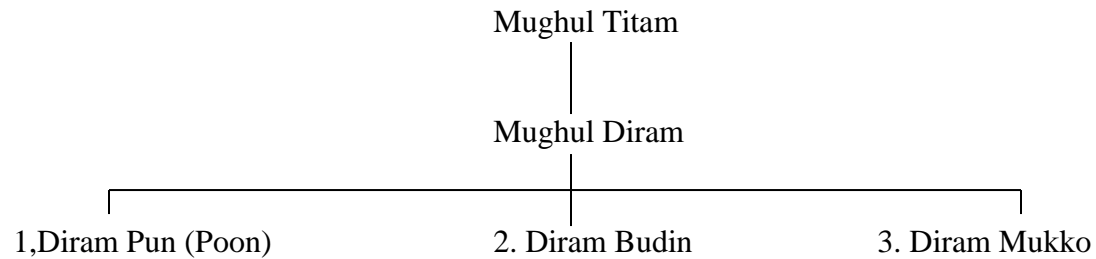 Mughul Titam
Mughul Diram
1,Diram Pun (Poon) 2. Diram Budin 3. Diram Mukko